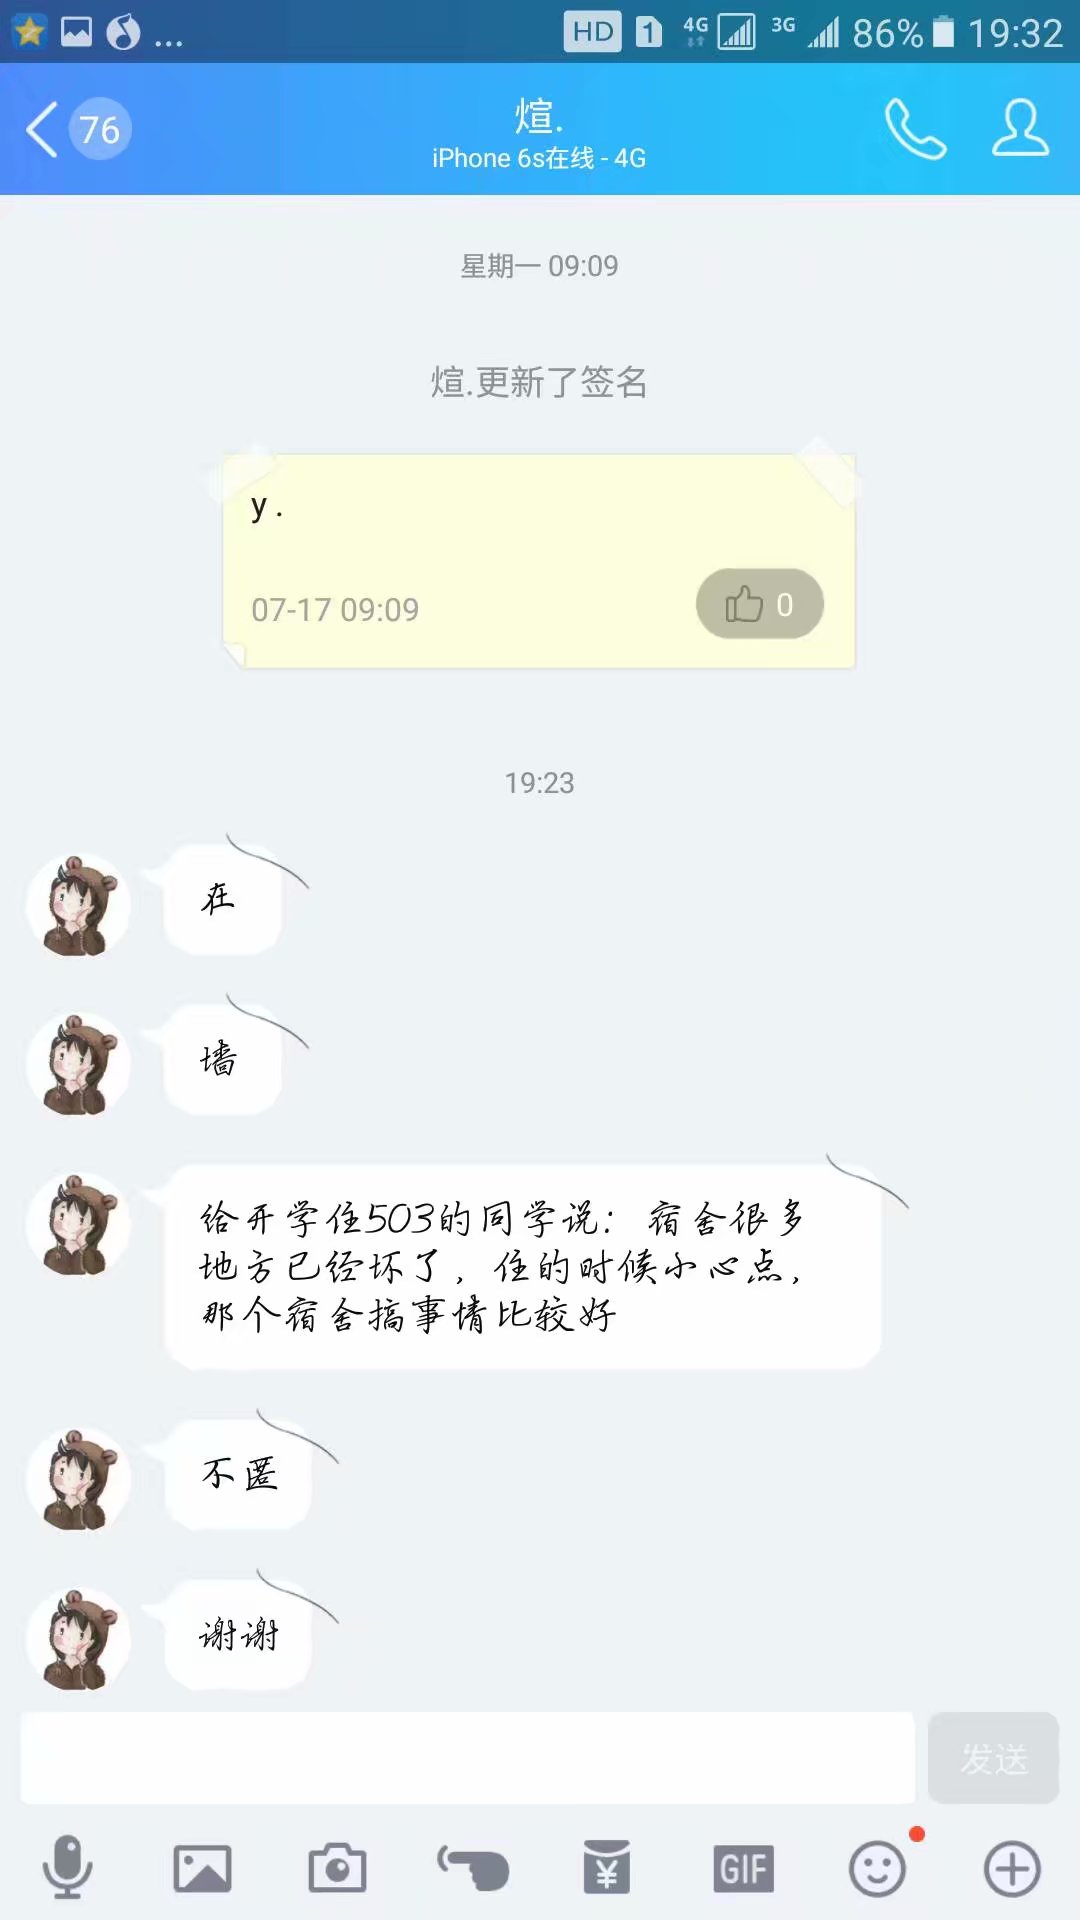 HD 1 4G 3G 86% 19:32
76
煊.
iPhone 6s在线 - 4G
星期一 09:09
煊.更新了签名
y .
07-17 09:09
0
19:23
在
墙
给开学住503的同学说：宿舍很多
地方已经坏了，住的时候小心点，
那个宿舍搞事情比较好
不匿
谢谢
发送
GIF